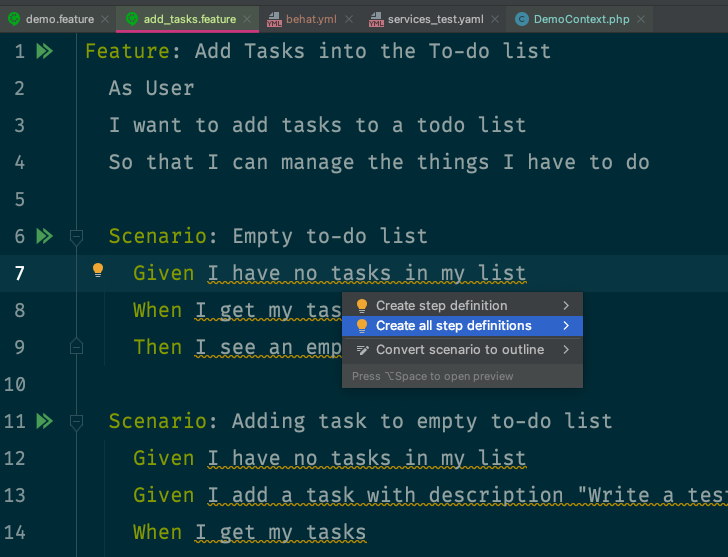 demo.feature add_tasks.feature behat.yml services_test.yaml DemoContext.php
1 Feature: Add Tasks into the To-do list
2 As User
3 I want to add tasks to a todo list
4 So that I can manage the things I have to do
5
6 Scenario: Empty to-do list
7 Given I have no tasks in my list
8 When I get my tas
Create step definition
Create all step definitions
9 Then I see an emp
Convert scenario to outline
Press ⌥Space to open preview
10
11 Scenario: Adding task to empty to-do list
12 Given I have no tasks in my list
13 Given I add a task with description "Write a tes
14 When I get my tasks